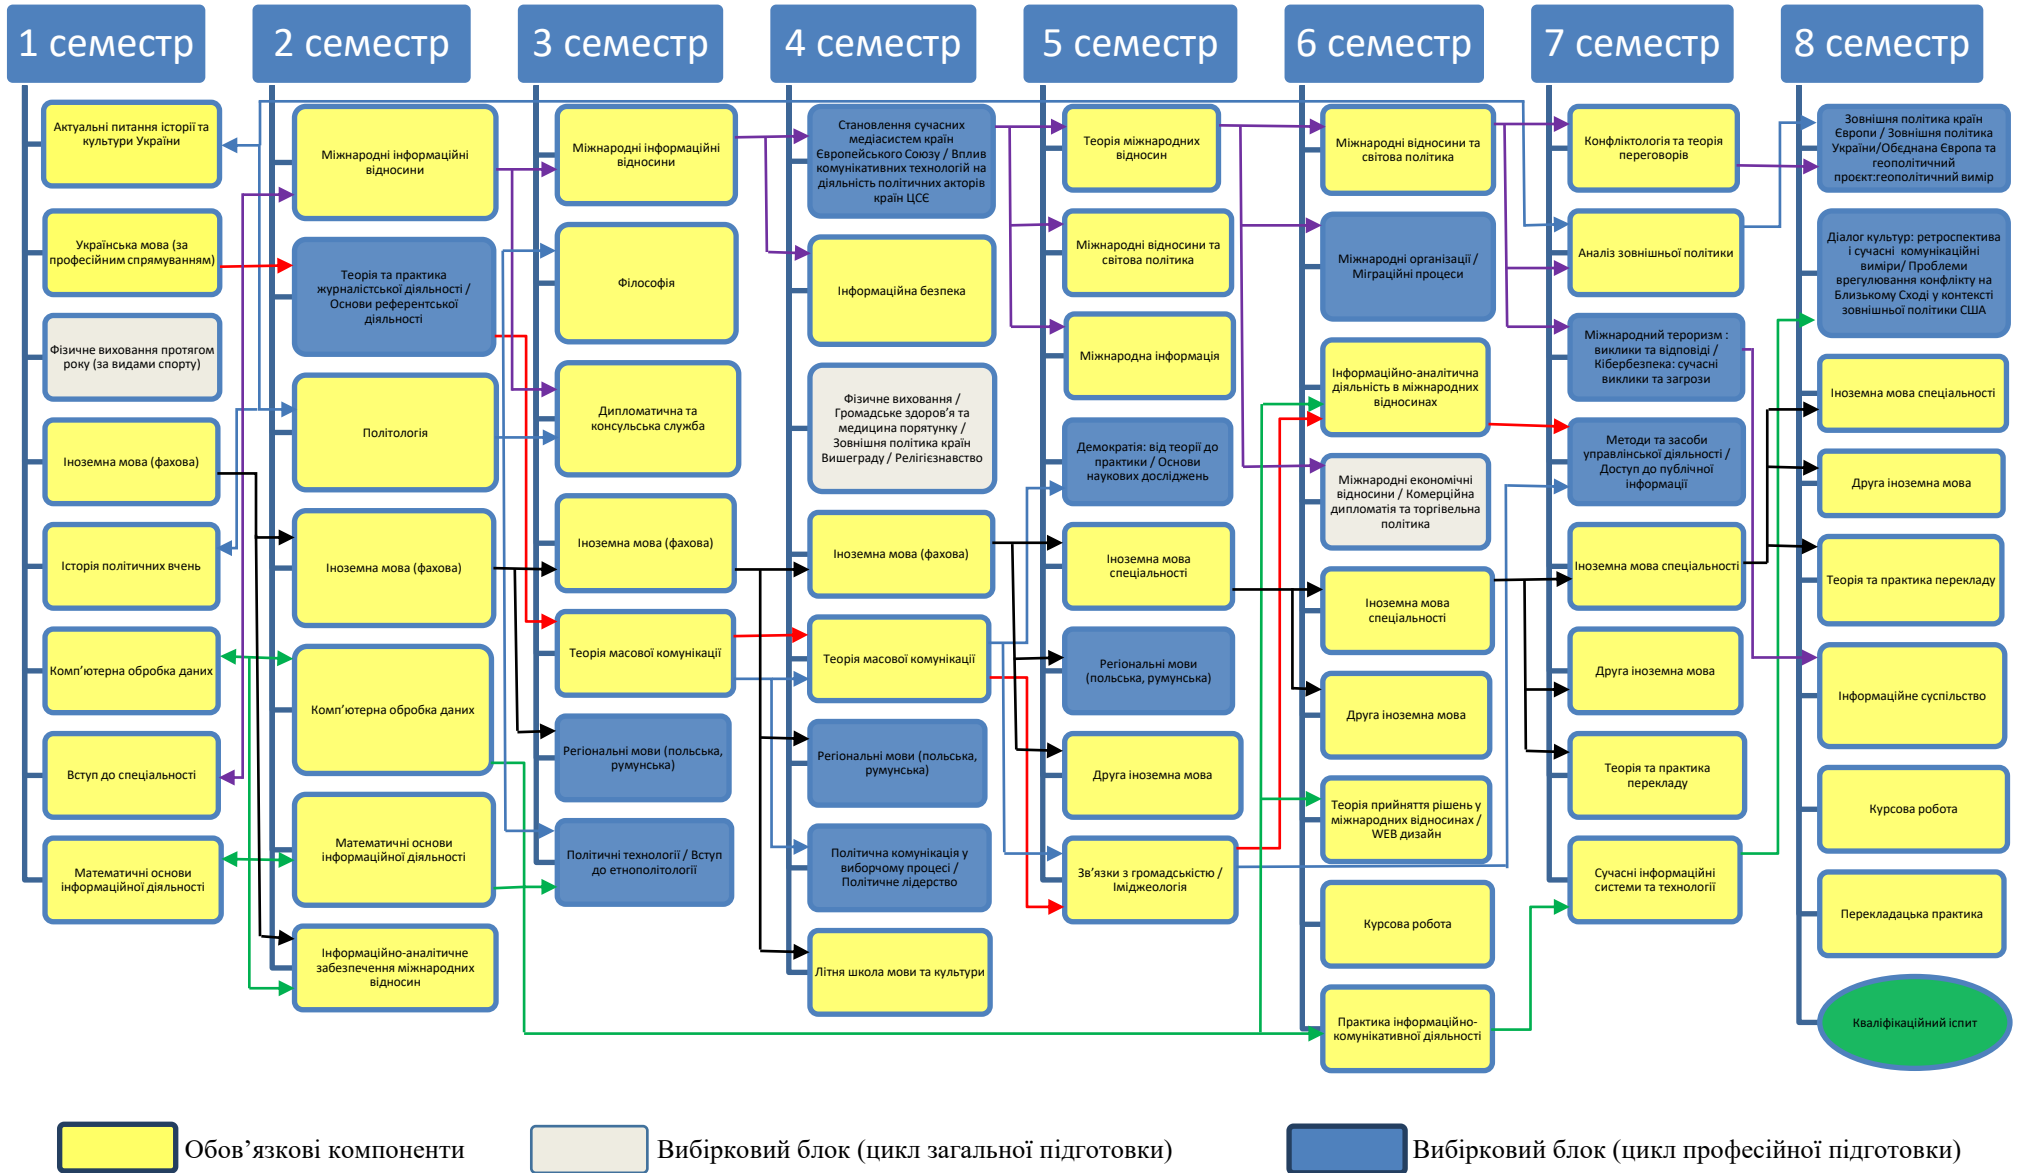 1 семестр
2 семестр
3 семестр
4 семестр
5 семестр
6 семестр
7 семестр
8 семестр
Актуальні питання історії та
культури України
Українська мова (за
професійним спрямуванням)
Фізичне виховання протягом
року (за видами спорту)
Іноземна мова (фахова)
Історія політичних вчень
Комп’ютерна обробка даних
Вступ до спеціальності
Математичні основи
інформаційної діяльності
Міжнародні інформаційні
відносини
Теорія та практика
журналістської діяльності /
Основи референтської
діяльності
Політологія
Іноземна мова (фахова)
Комп’ютерна обробка даних
Математичні основи
інформаційної діяльності
Інформаційно-аналітичне
забезпечення міжнародних
відносин
Міжнародні інформаційні
відносини
Філософія
Дипломатична та
консульська служба
Іноземна мова (фахова)
Теорія масової комунікації
Регіональні мови (польська,
румунська)
Політичні технології / Вступ
до етнополітології
Становлення сучасних
медіасистем країн
Європейського Союзу / Вплив
комунікативних технологій на
діяльність політичних акторів
країн ЦСЄ
Інформаційна безпека
Фізичне виховання /
Громадське здоров’я та
медицина порятунку /
Зовнішня політика країн
Вишеграду / Релігієзнавство
Іноземна мова (фахова)
Теорія масової комунікації
Регіональні мови (польська,
румунська)
Політична комунікація у
виборчому процесі /
Політичне лідерство
Літня школа мови та культури
Теорія міжнародних
відносин
Міжнародні відносини та
світова політика
Міжнародна інформація
Демократія: від теорії до
практики / Основи
наукових досліджень
Іноземна мова
спеціальності
Регіональні мови
(польська, румунська)
Друга іноземна мова
Зв’язки з громадськістю /
Іміджеологія
Міжнародні відносини та
світова політика
Міжнародні організації /
Міграційні процеси
Інформаційно-аналітична
діяльність в міжнародних
відносинах
Міжнародні економічні
відносини / Комерційна
дипломатія та торгівельна
політика
Іноземна мова
спеціальності
Друга іноземна мова
Теорія прийняття рішень у
міжнародних відносинах /
WEB дизайн
Курсова робота
Практика інформаційно-
комунікативної діяльності
Конфліктологія та теорія
переговорів
Аналіз зовнішньої політики
Міжнародний тероризм :
виклики та відповіді /
Кібербезпека: сучасні
виклики та загрози
Методи та засоби
управлінської діяльності /
Доступ до публічної
інформації
Іноземна мова спеціальності
Друга іноземна мова
Теорія та практика
перекладу
Сучасні інформаційні
системи та технології
Зовнішня політика країн
Європи / Зовнішня політика
України/Обєднана Європа та
геополітичний
проєкт:геополітичний вимір
Діалог культур: ретроспектива
і сучасні комунікаційні
виміри/ Проблеми
врегулювання конфлікту на
Близькому Сході у контексті
зовнішньої політики США
Іноземна мова спеціальності
Друга іноземна мова
Теорія та практика перекладу
Інформаційне суспільство
Курсова робота
Перекладацька практика
Кваліфікаційний іспит
Обов’язкові компоненти
Вибірковий блок (цикл загальної підготовки)
Вибірковий блок (цикл професійної підготовки)